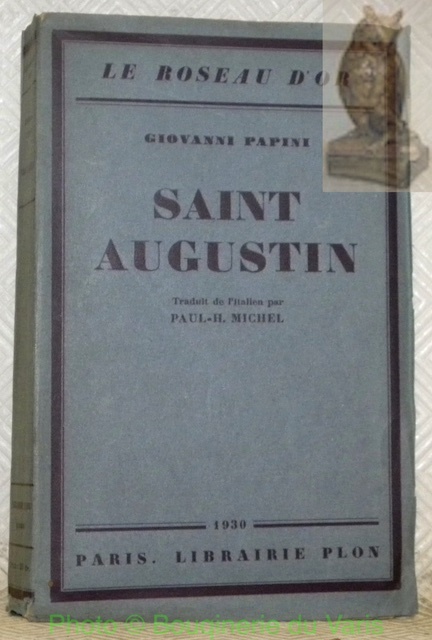 LE ROSEAU D'OR
GIOVANNI PAPINI
SAINT
AUGUSTIN
Traduit de l'italien par
PAUL-H. MICHEL
1930
PARIS. LIBRAIRIE PLON
Photo © Bouquinerie du Varis